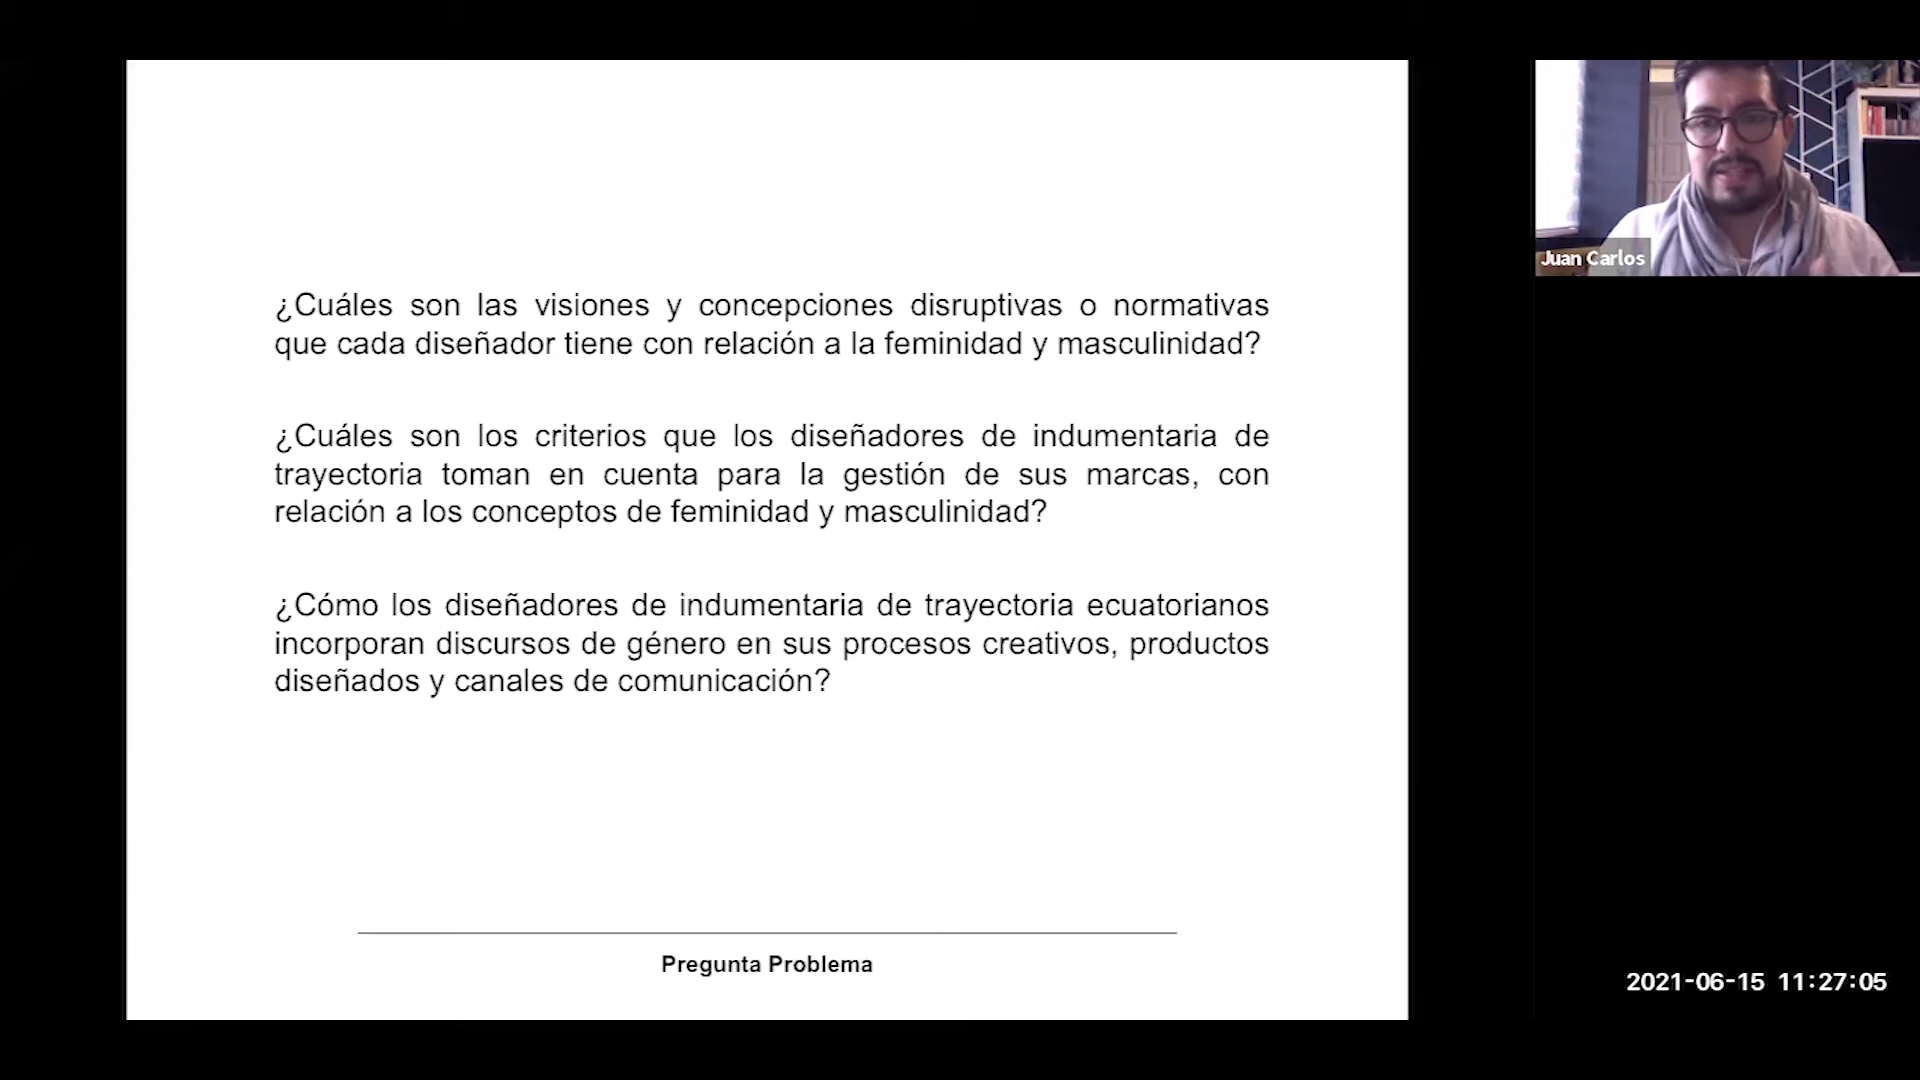 ¿Cuáles son las visiones y concepciones disruptivas o normativas
que cada diseñador tiene con relación a la feminidad y masculinidad?
¿Cuáles son los criterios que los diseñadores de indumentaria de
trayectoria toman en cuenta para la gestión de sus marcas, con
relación a los conceptos de feminidad y masculinidad?
¿Cómo los diseñadores de indumentaria de trayectoria ecuatorianos
incorporan discursos de género en sus procesos creativos, productos
diseñados y canales de comunicación?
Pregunta Problema
Juan Carlos
2021-06-15 11:27:05